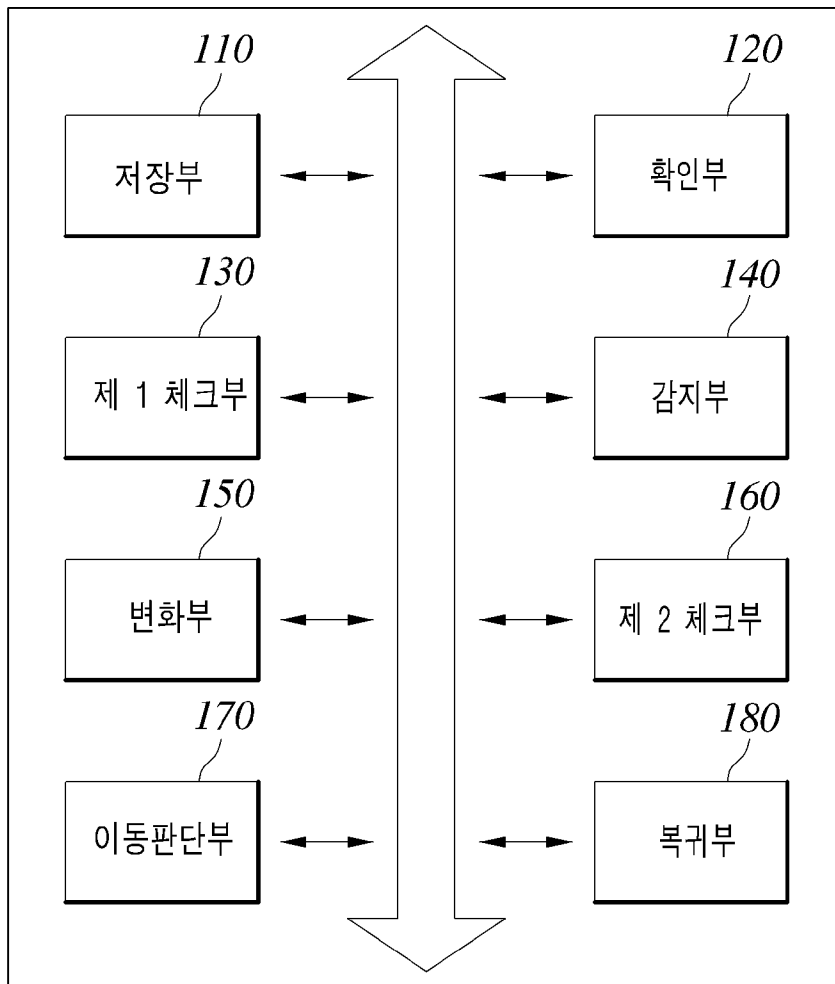 110
120
저장부
확인부
130
140
제 1 체크부
감지부
150
160
변화부
제 2 체크부
170
180
이동판단부
복귀부